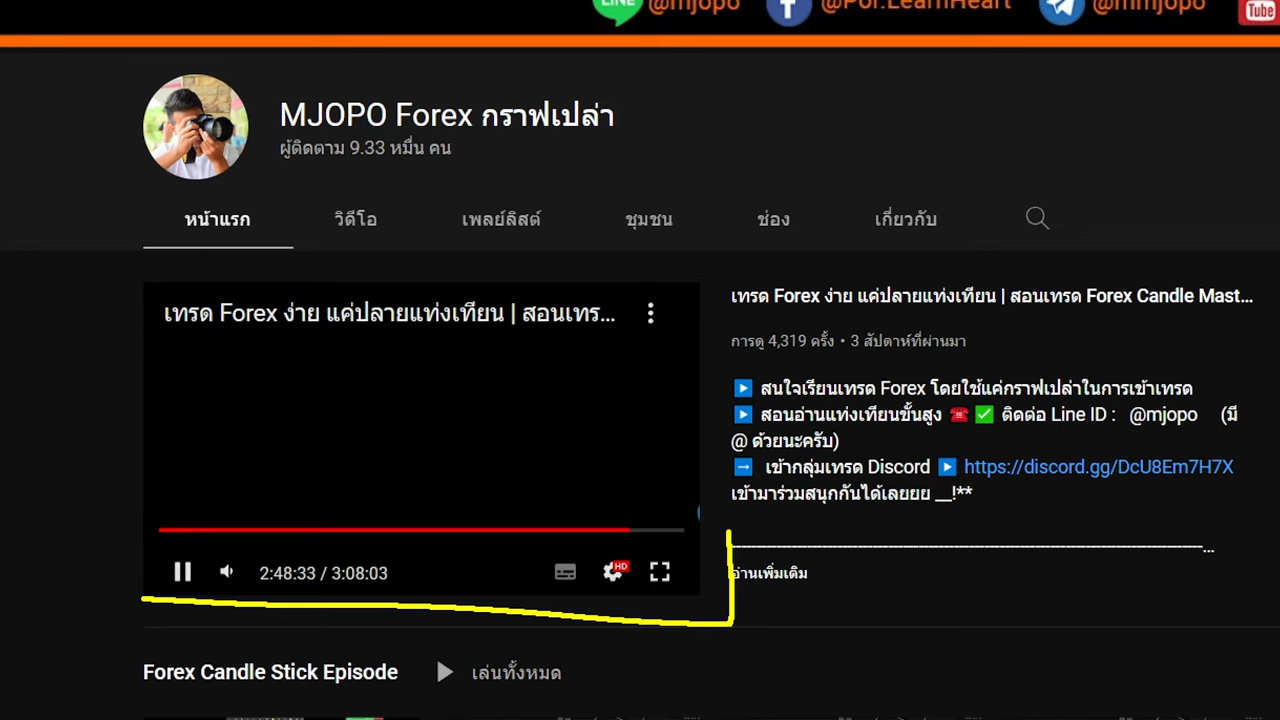 LINE @mjopo @Por.LearnHeart @mmjopo Tube
MJOPO Forex กราฟเปล่า
ผู้ติดตาม 9.33 หมื่น คน
หน้าแรก วิดีโอ เพลย์ลิสต์ ชุมชน ช่อง เกี่ยวกับ
เทรด Forex ง่าย แค่ปลายแท่งเทียน | สอนเทร...
เทรด Forex ง่าย แค่ปลายแท่งเทียน | สอนเทรด Forex Candle Mast...
การดู 4,319 ครั้ง • 3 สัปดาห์ที่ผ่านมา
▶ สนใจเรียนเทรด Forex โดยใช้แค่กราฟเปล่าในการเข้าเทรด
▶ สอนอ่านแท่งเทียนขั้นสูง ☎ ✅ ติดต่อ Line ID : @mjopo (มี
@ ด้วยนะครับ)
➡ เข้ากลุ่มเทรด Discord ▶ https://discord.gg/DcU8Em7H7X
เข้ามาร่วมสนุกกันได้เลยยย __!**
...
อ่านเพิ่มเติม
2:48:33 / 3:08:03 HD
Forex Candle Stick Episode ▶ เล่นทั้งหมด